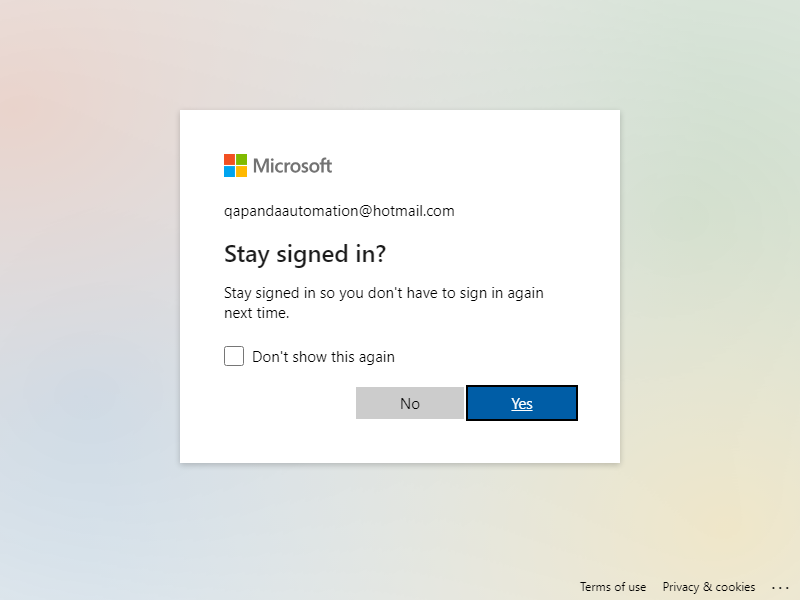 Microsoft
qapandaautomation@hotmail.com
Stay signed in?
Stay signed in so you don't have to sign in again
next time.
Don't show this again
No
Yes
Terms of use
Privacy & cookies
...